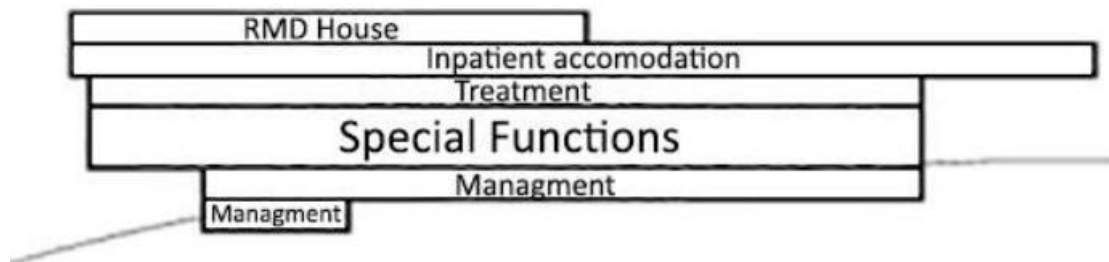 RMD House
Inpatient accomodation
Treatment
Special Functions
Managment
Managment